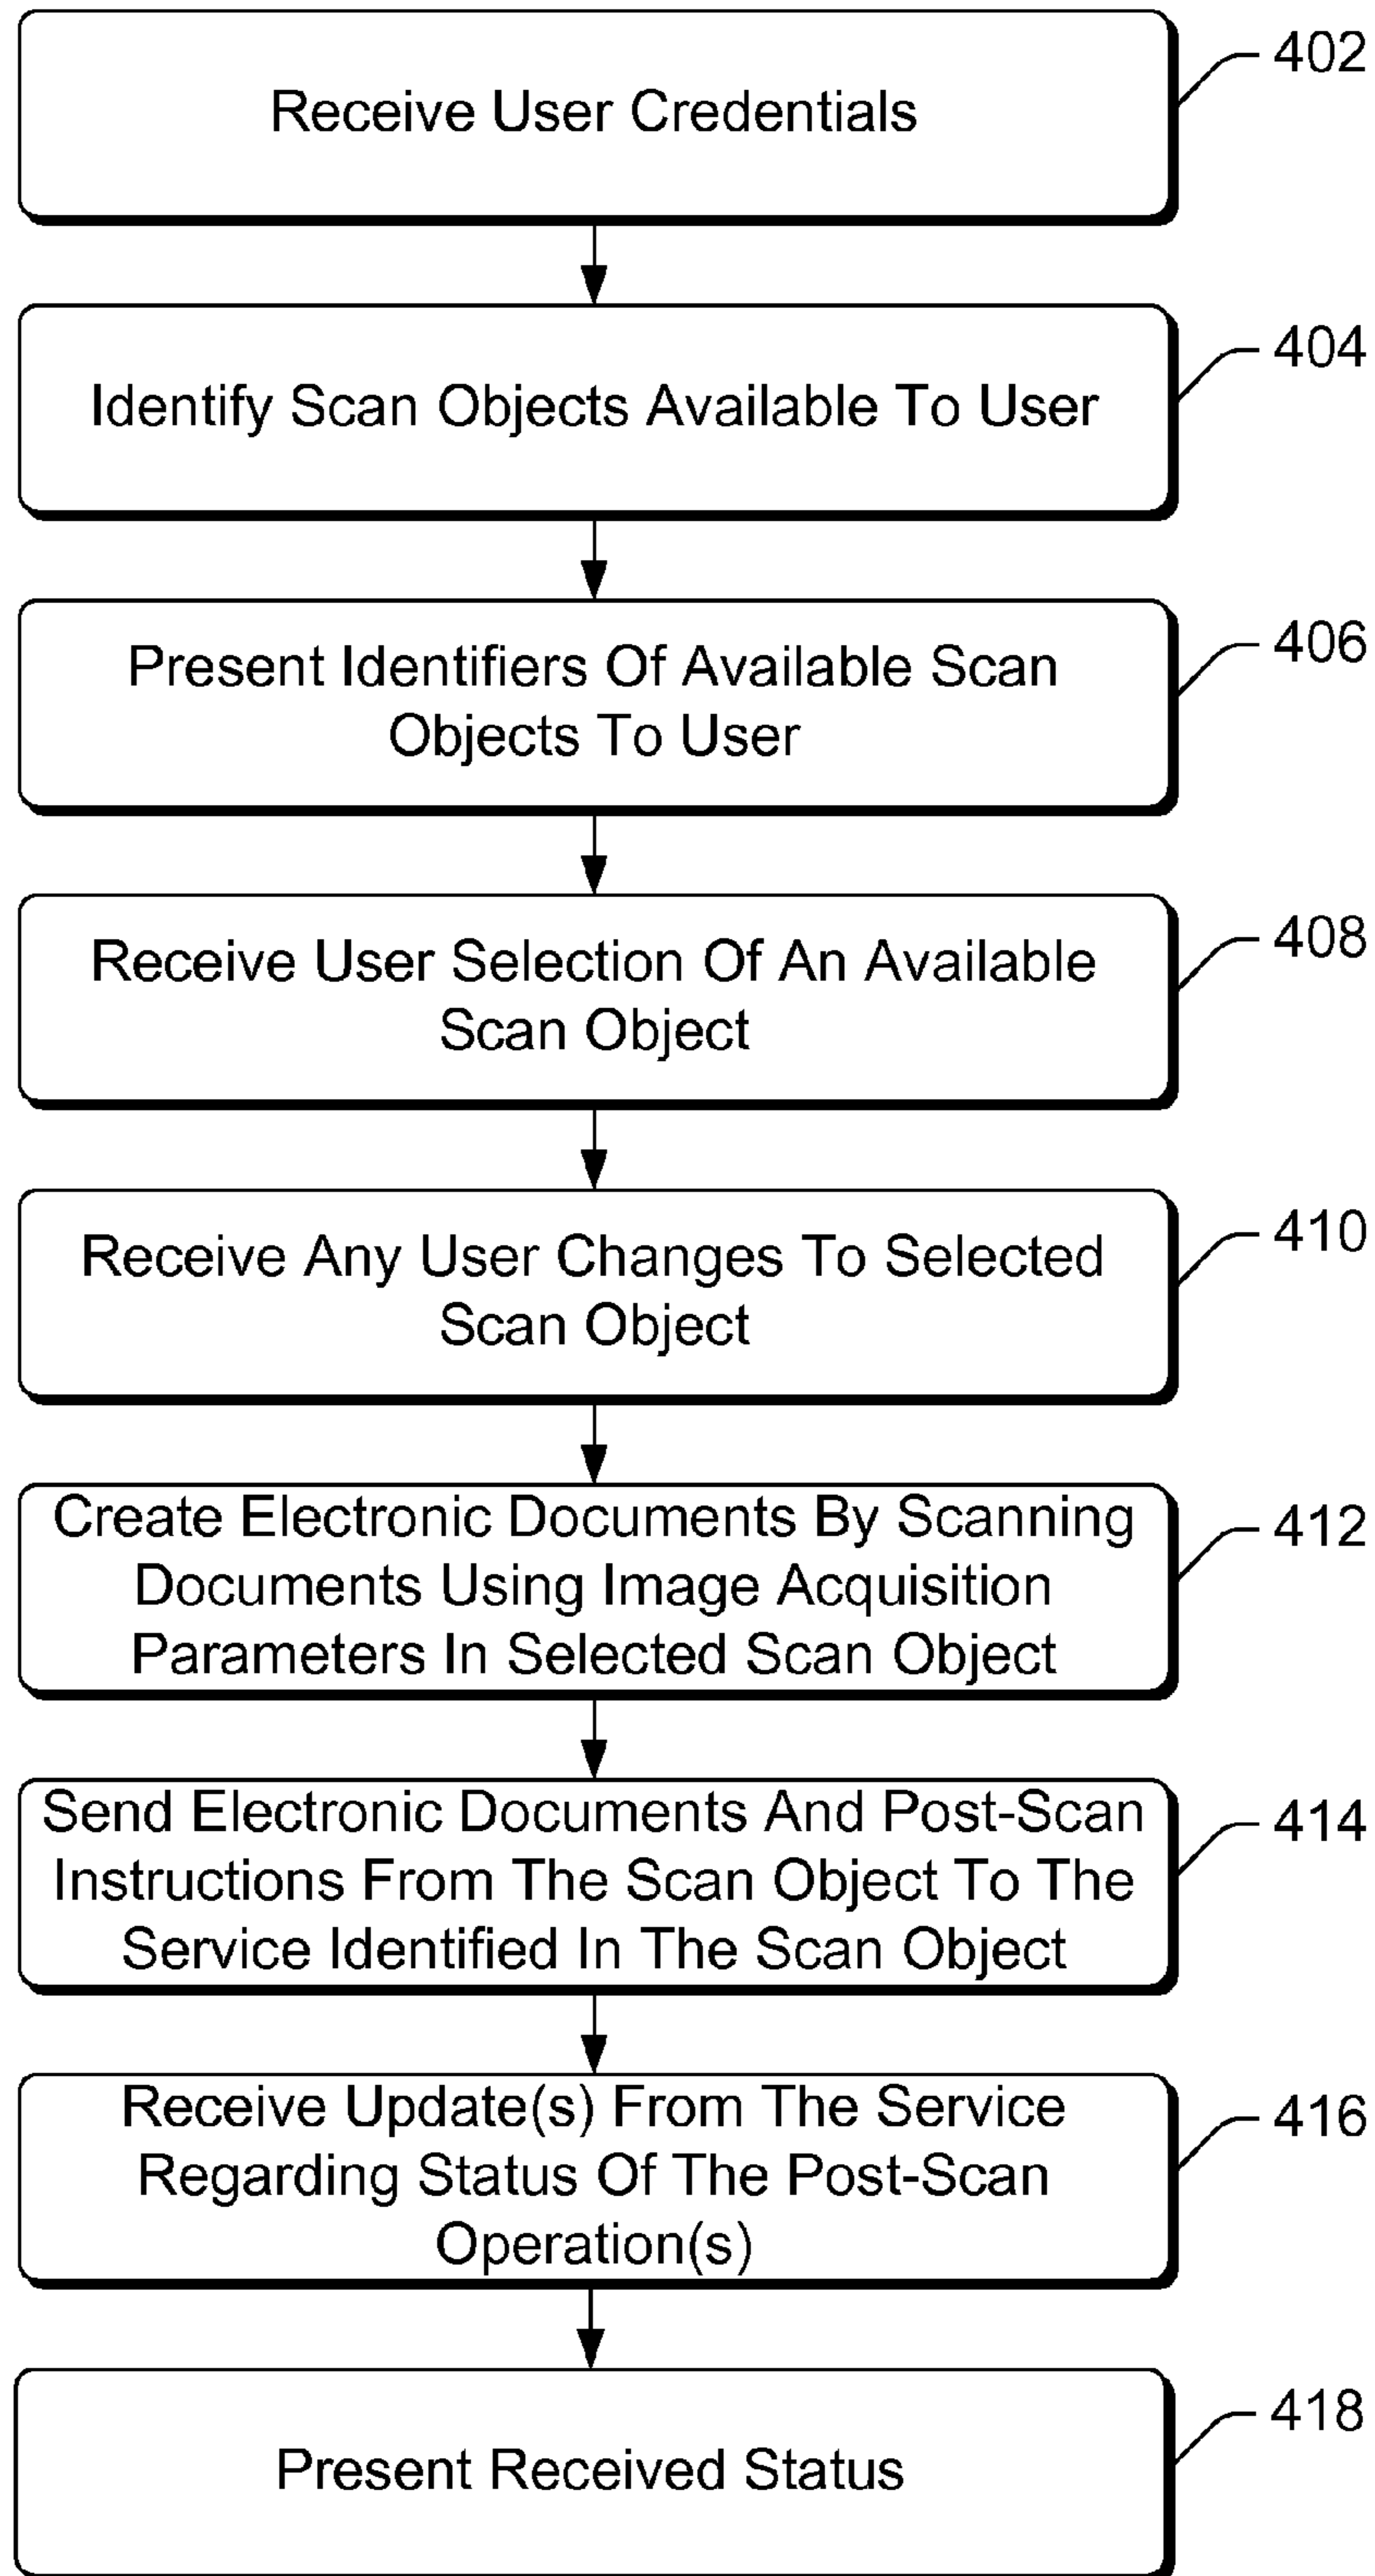 Receive User Credentials
402
Identify Scan Objects Available To User
404
Present Identifiers Of Available Scan
Objects To User
406
Receive User Selection Of An Available
Scan Object
408
Receive Any User Changes To Selected
Scan Object
410
Create Electronic Documents By Scanning
Documents Using Image Acquisition
Parameters In Selected Scan Object
412
Send Electronic Documents And Post-Scan
Instructions From The Scan Object To The
Service Identified In The Scan Object
414
Receive Update(s) From The Service
Regarding Status Of The Post-Scan
Operation(s)
416
Present Received Status
418